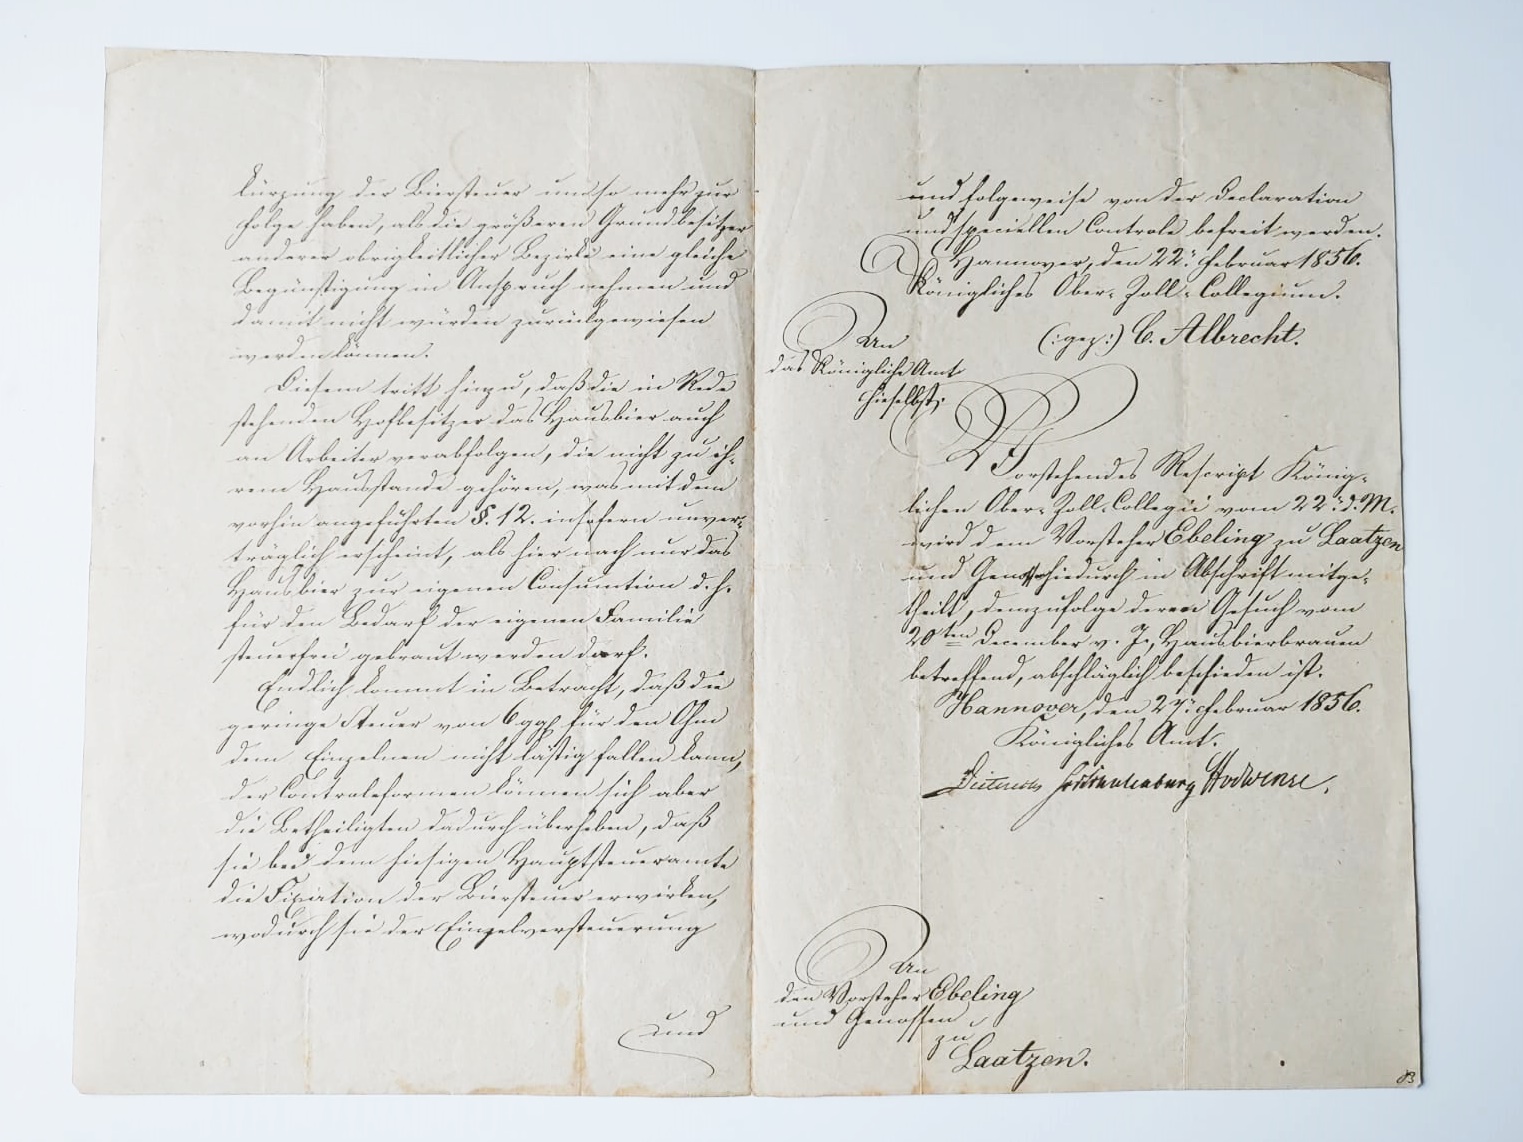 kürzung der Biersteuer um so mehr zur
Folge haben, als die größeren Grundbesitzer
anderer obrigkeitlicher Bezirke eine gleiche
Begünstigung in Anspruch nehmen und
damit nicht würden zurückgewiesen
werden können.
Diesem tritt hinzu, daß die in Rede
stehenden Hofbesitzer das Hausbier auch
an Arbeiter verabfolgen, die nicht zu ih-
rem Hausstande gehören, was mit dem
vorhin angeführten §. 12. insofern unver-
träglich erscheint, als hier nach nur das
Hausbier zur eigenen Consumtion d. h.
für den Bedarf der eigenen Familie
steuerfrei gebraut werden darf.
Endlich kommt in Betracht, daß die
geringe Steuer von 6 ggl für den Ohm
dem Einzelnen nicht lästig fallen kann,
der Controleformen können sich aber
die Betheiligten dadurch überheben, daß
sie bei dem hiesigen Hauptsteueramte
die Fixation der Biersteuer erwirken,
wodurch sie der Einzelversteuerung
und
und folgeweise von der Declaration
und speciellen Controle befreit werden.
Hannover, den 22. Februar 1856.
Königliches Ober-Zoll-Collegium.
(:gez:) C. Albrecht.
An
das Königliche Amt
hieselbst.
Vorstehendes Rescript König-
lichen Ober-Zoll-Collegii vom 22. d. M.
wird dem Vorsteher Ebeling zu Laatzen
und Genossen hiedurch in Abschrift mitge-
theilt, demzufolge deren Gesuch vom
20ten December v. J., Hausbierbrauen
betreffend, abschläglich beschieden ist.
Hannover, den 27. Februar 1856.
Königliches Amt.
An
den Vorsteher Ebeling
und Genossen
zu
Laatzen.